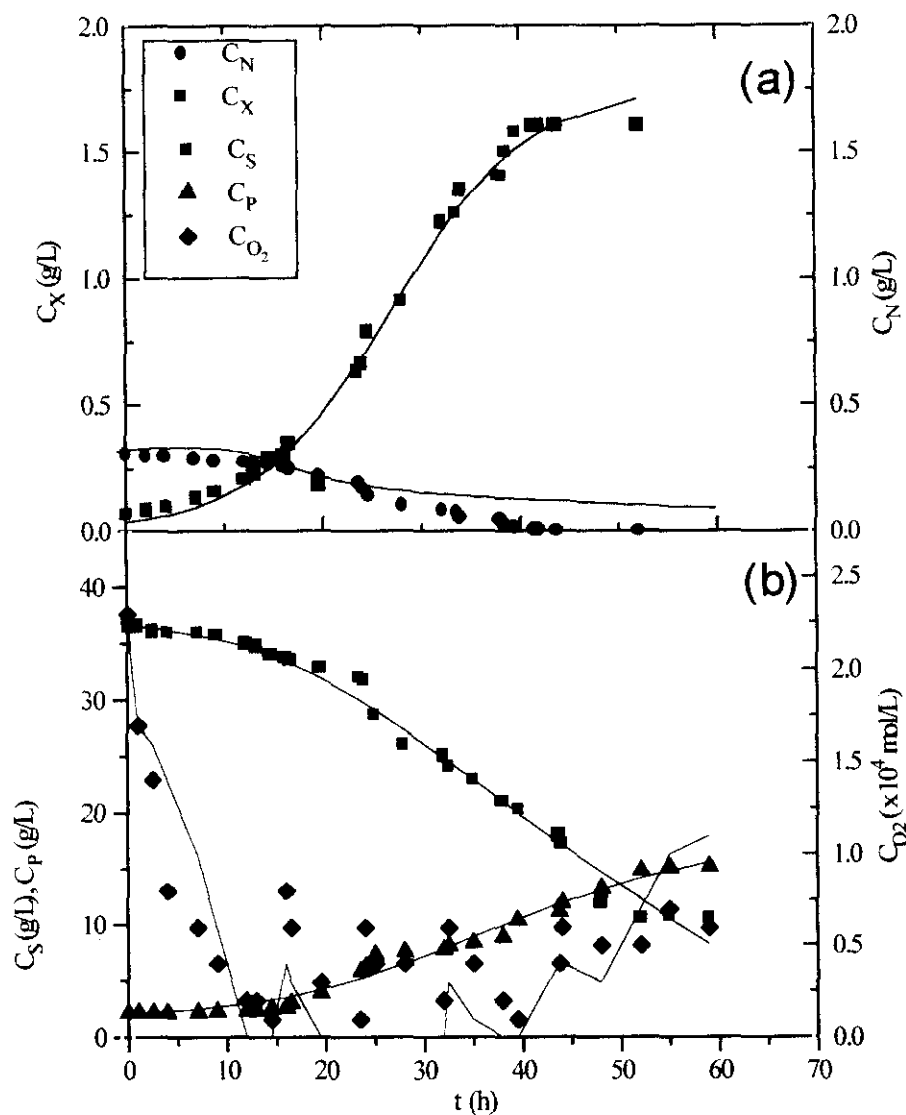 2.0
2.0
C_N
C_X
C_S
C_P
C_O2
(a)
1.5
1.5
1.0
1.0
C_X (g/L)
C_N (g/L)
0.5
0.5
0.0
0.0
(b)
40
2.5
30
2.0
1.5
20
1.0
C_S (g/L), C_P (g/L)
C_O2 (x10^4 mol/L)
10
0.5
0
0.0
0 10 20 30 40 50 60 70
t (h)